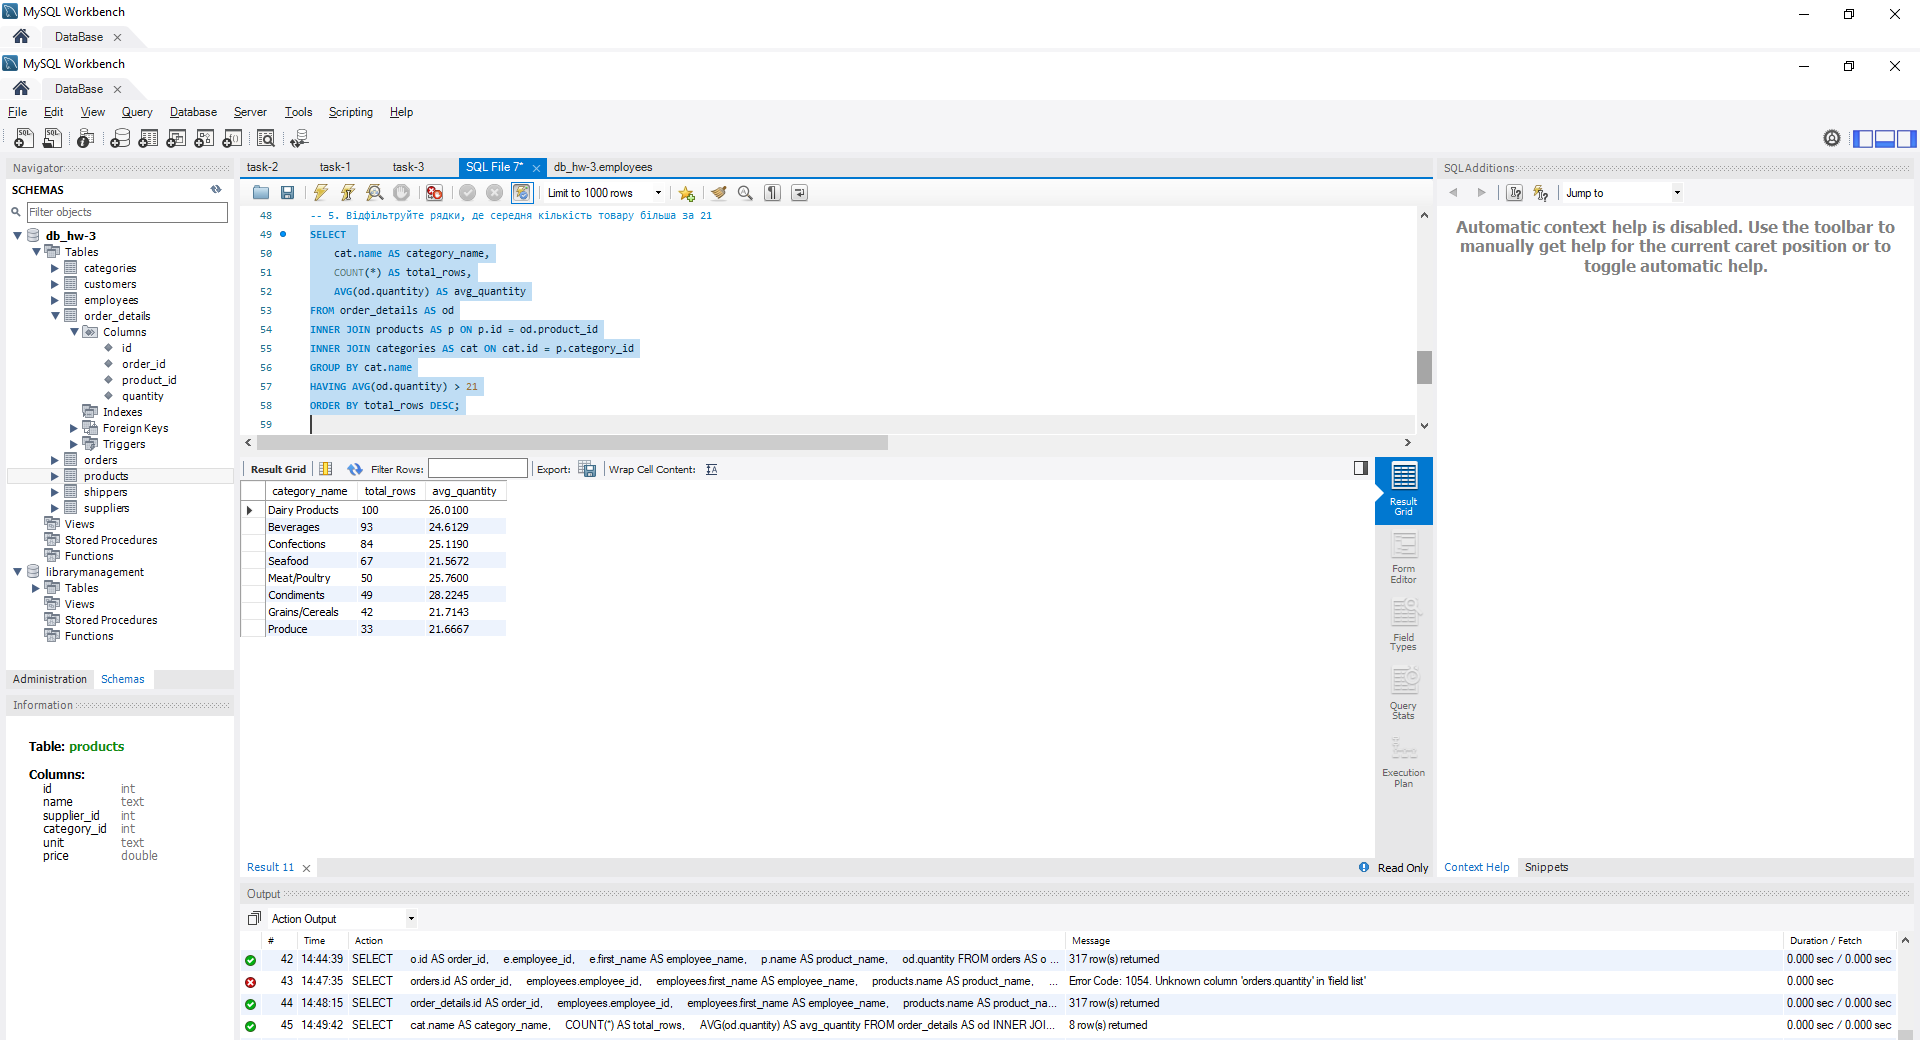 MySQL Workbench
DataBase
MySQL Workbench
DataBase
File Edit View Query Database Server Tools Scripting Help
Navigator
SCHEMAS
Filter objects
db_hw-3
Tables
categories
customers
employees
order_details
Columns
id
order_id
product_id
quantity
Indexes
Foreign Keys
Triggers
orders
products
shippers
suppliers
Views
Stored Procedures
Functions
librarymanagement
Tables
Views
Stored Procedures
Functions
Administration Schemas
Information
Table: products
Columns:
id int
name text
supplier_id int
category_id int
unit text
price double
task-2 task-1 task-3 SQL File 7* db_hw-3.employees
Limit to 1000 rows
48 -- 5. Відфільтруйте рядки, де середня кількість товару більша за 21
49 SELECT
50 cat.name AS category_name,
51 COUNT(*) AS total_rows,
52 AVG(od.quantity) AS avg_quantity
53 FROM order_details AS od
54 INNER JOIN products AS p ON p.id = od.product_id
55 INNER JOIN categories AS cat ON cat.id = p.category_id
56 GROUP BY cat.name
57 HAVING AVG(od.quantity) > 21
58 ORDER BY total_rows DESC;
59
Result Grid Filter Rows: Export: Wrap Cell Content:
category_name total_rows avg_quantity
Dairy Products 100 26.0100
Beverages 93 24.6129
Confections 84 25.1190
Seafood 67 21.5672
Meat/Poultry 50 25.7600
Condiments 49 28.2245
Grains/Cereals 42 21.7143
Produce 33 21.6667
Result Grid
Form Editor
Field Types
Query Stats
Execution Plan
Result 11 Read Only
SQLAdditions
Jump to
Automatic context help is disabled. Use the toolbar to
manually get help for the current caret position or to
toggle automatic help.
Context Help Snippets
Output
Action Output
# Time Action Message Duration / Fetch
42 14:44:39 SELECT o.id AS order_id, e.employee_id, e.first_name AS employee_name, p.name AS product_name, od.quantity FROM orders AS o ... 317 row(s) returned 0.000 sec / 0.000 sec
43 14:47:35 SELECT orders.id AS order_id, employees.employee_id, employees.first_name AS employee_name, products.name AS product_name, ... Error Code: 1054. Unknown column 'orders.quantity' in 'field list' 0.000 sec
44 14:48:15 SELECT order_details.id AS order_id, employees.employee_id, employees.first_name AS employee_name, products.name AS product_na... 317 row(s) returned 0.000 sec / 0.000 sec
45 14:49:42 SELECT cat.name AS category_name, COUNT(*) AS total_rows, AVG(od.quantity) AS avg_quantity FROM order_details AS od INNER JOI... 8 row(s) returned 0.000 sec / 0.000 sec